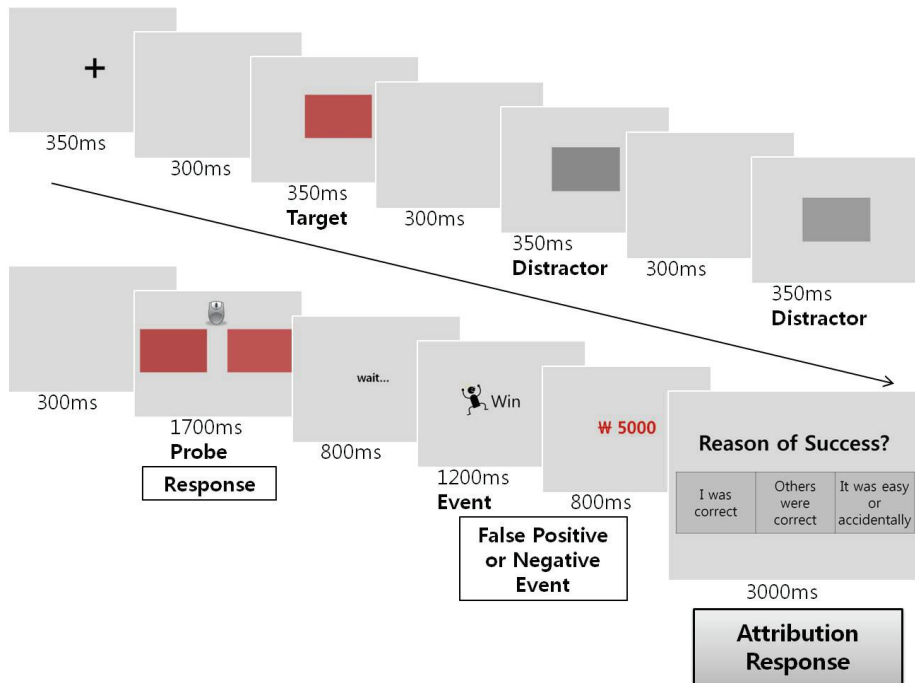 +
350ms
300ms
350ms
Target
300ms
350ms
Distractor
300ms
350ms
Distractor
300ms
1700ms
Probe
Response
wait...
800ms
Win
1200ms
Event
False Positive
or Negative
Event
₩ 5000
800ms
Reason of Success?
I was
correct
Others
were
correct
It was easy
or
accidentally
3000ms
Attribution
Response